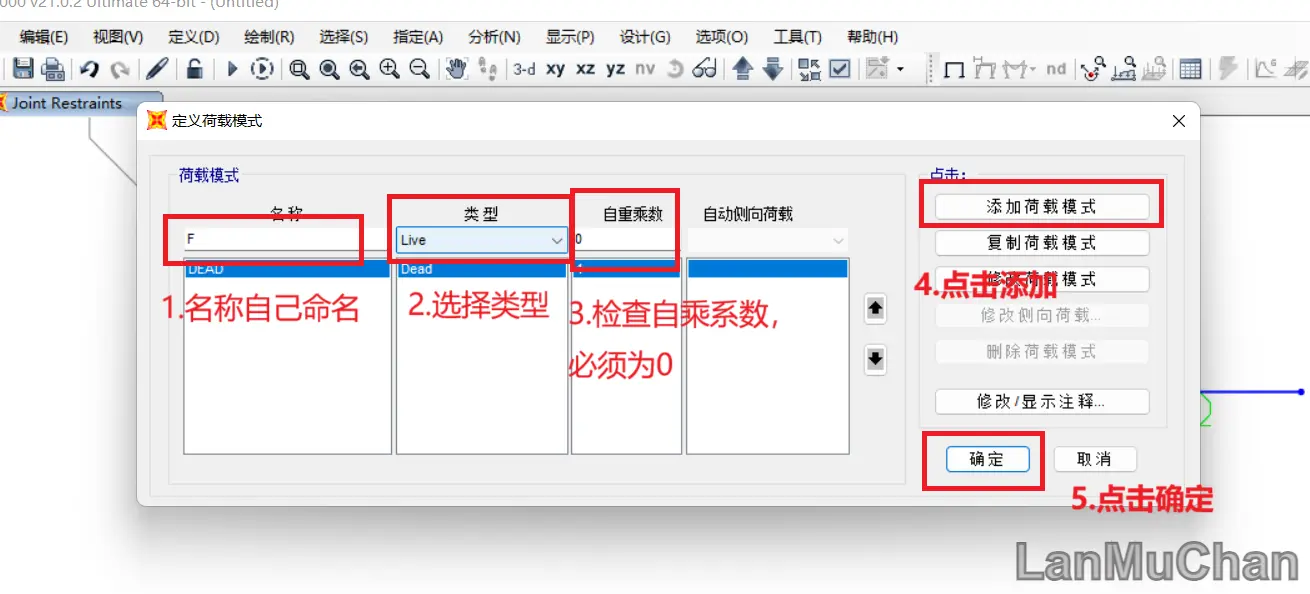 000 v21.0.2 Ultimate 64-bit - (Untitled)
编辑(E) 视图(V) 定义(D) 绘制(R) 选择(S) 指定(A) 分析(N) 显示(P) 设计(G) 选项(O) 工具(T) 帮助(H)
3-d xy xz yz nv nd
Joint Restraints
定义荷载模式
荷载模式
点击:
名称 类型 自重乘数 自动侧向荷载
F Live 0
DEAD Dead 1
添加荷载模式
复制荷载模式
修改荷载模式
修改侧向荷载...
删除荷载模式
修改/显示注释...
确定 取消
1.名称自己命名
2.选择类型
3.检查自乘系数,
必须为0
4.点击添加
5.点击确定
LanMuChan